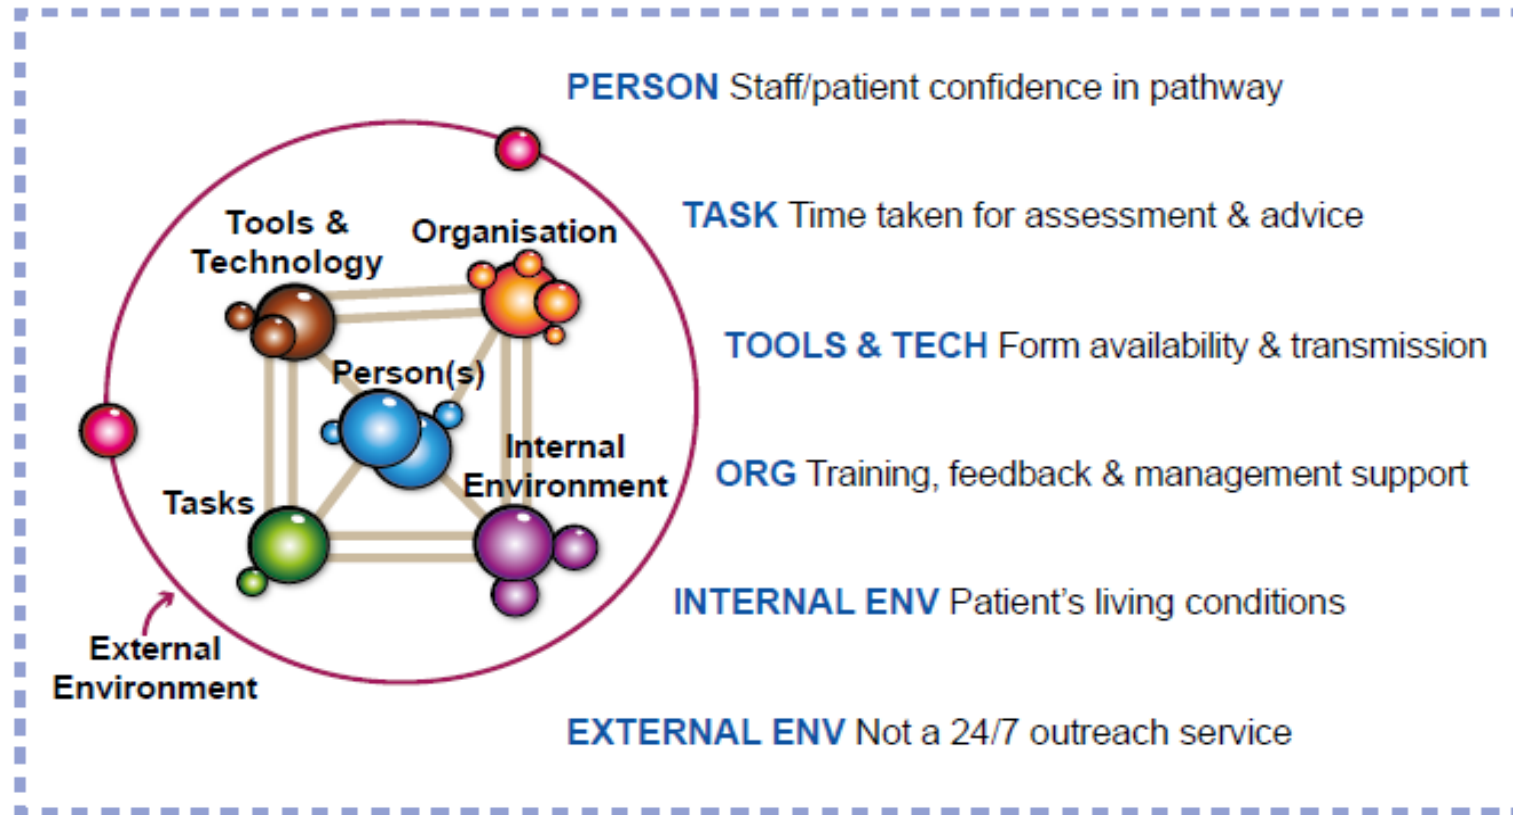 PERSON Staff/patient confidence in pathway
TASK Time taken for assessment & advice
TOOLS & TECH Form availability & transmission
ORG Training, feedback & management support
INTERNAL ENV Patient's living conditions
EXTERNAL ENV Not a 24/7 outreach service
Tools &
Technology
Organisation
Person(s)
Internal
Environment
Tasks
External
Environment